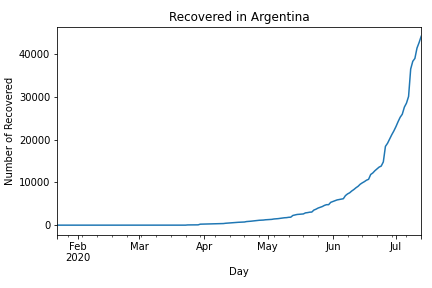 Recovered in Argentina
Number of Recovered
40000
30000
20000
10000
0
Feb Mar Apr May Jun Jul
2020
Day